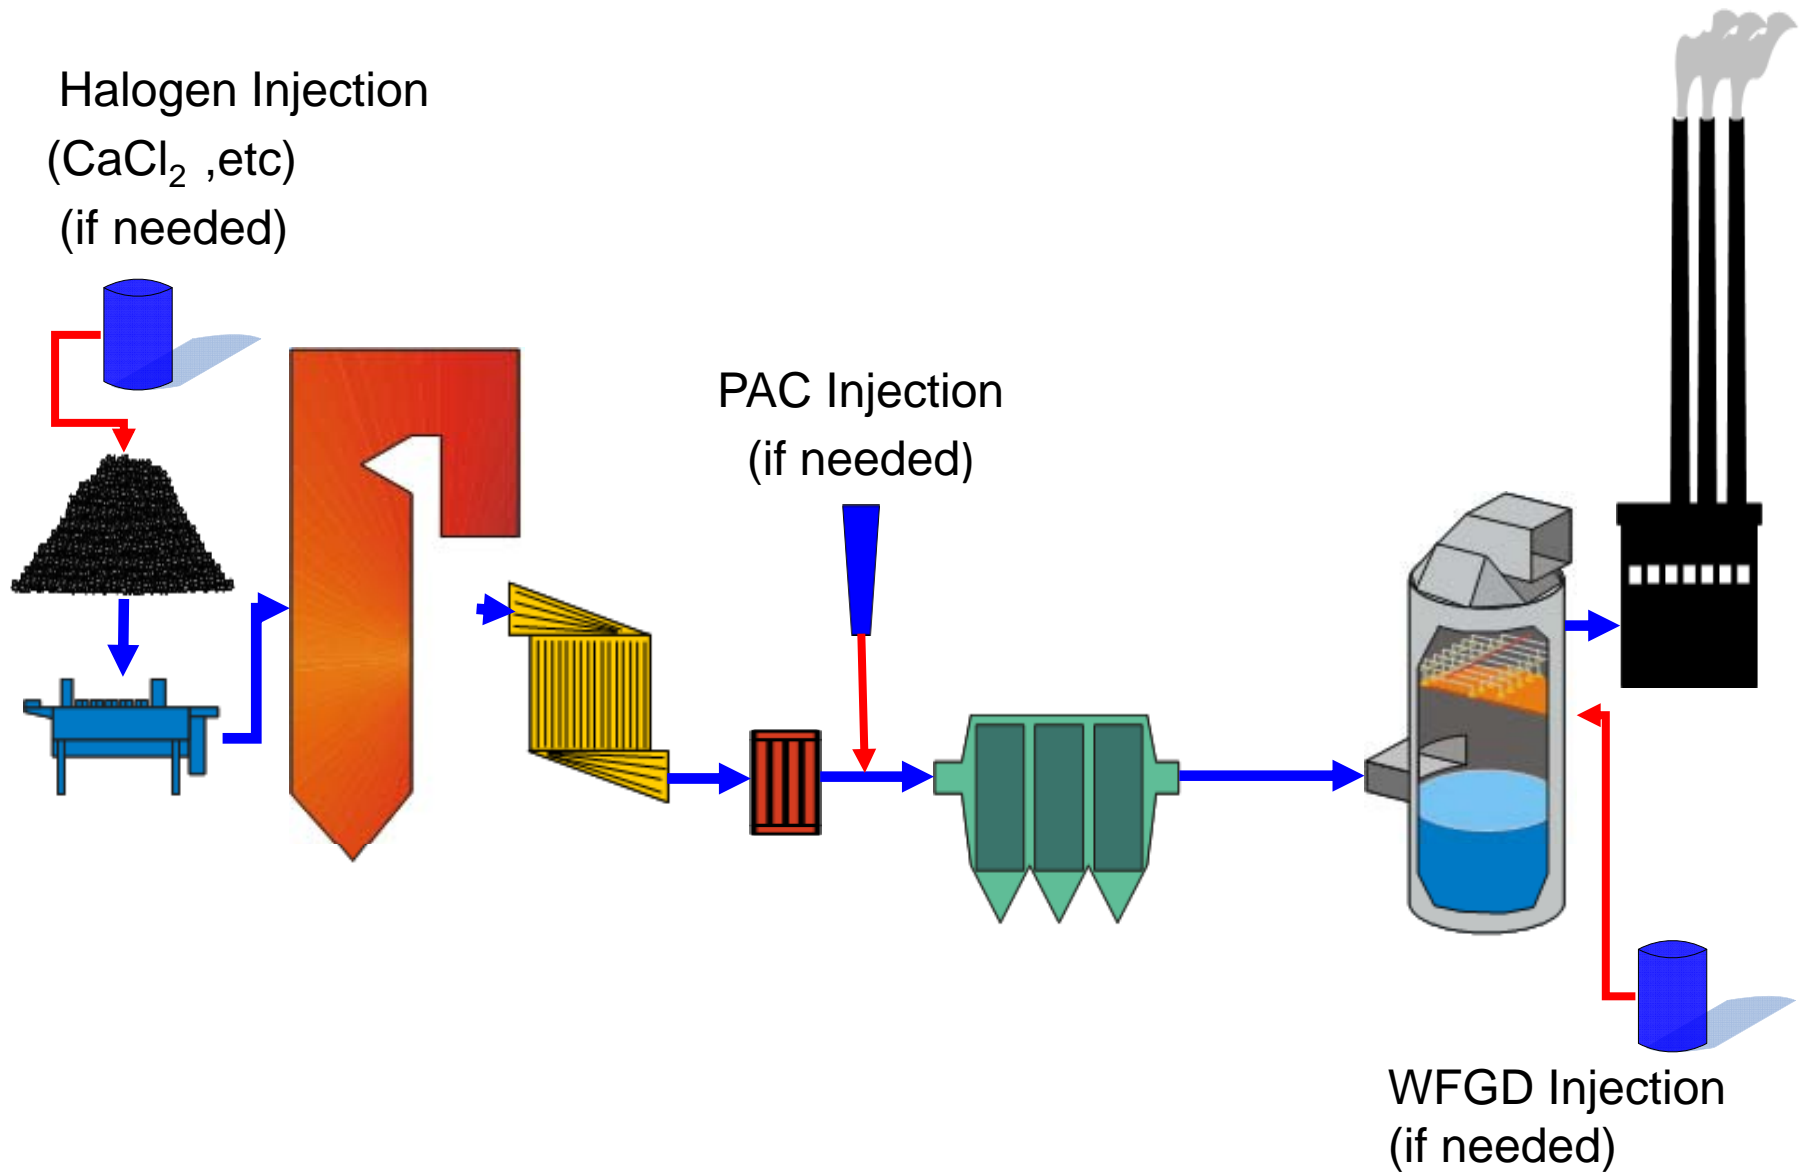 Halogen Injection
(CaCl₂ ,etc)
(if needed)
PAC Injection
(if needed)
WFGD Injection
(if needed)